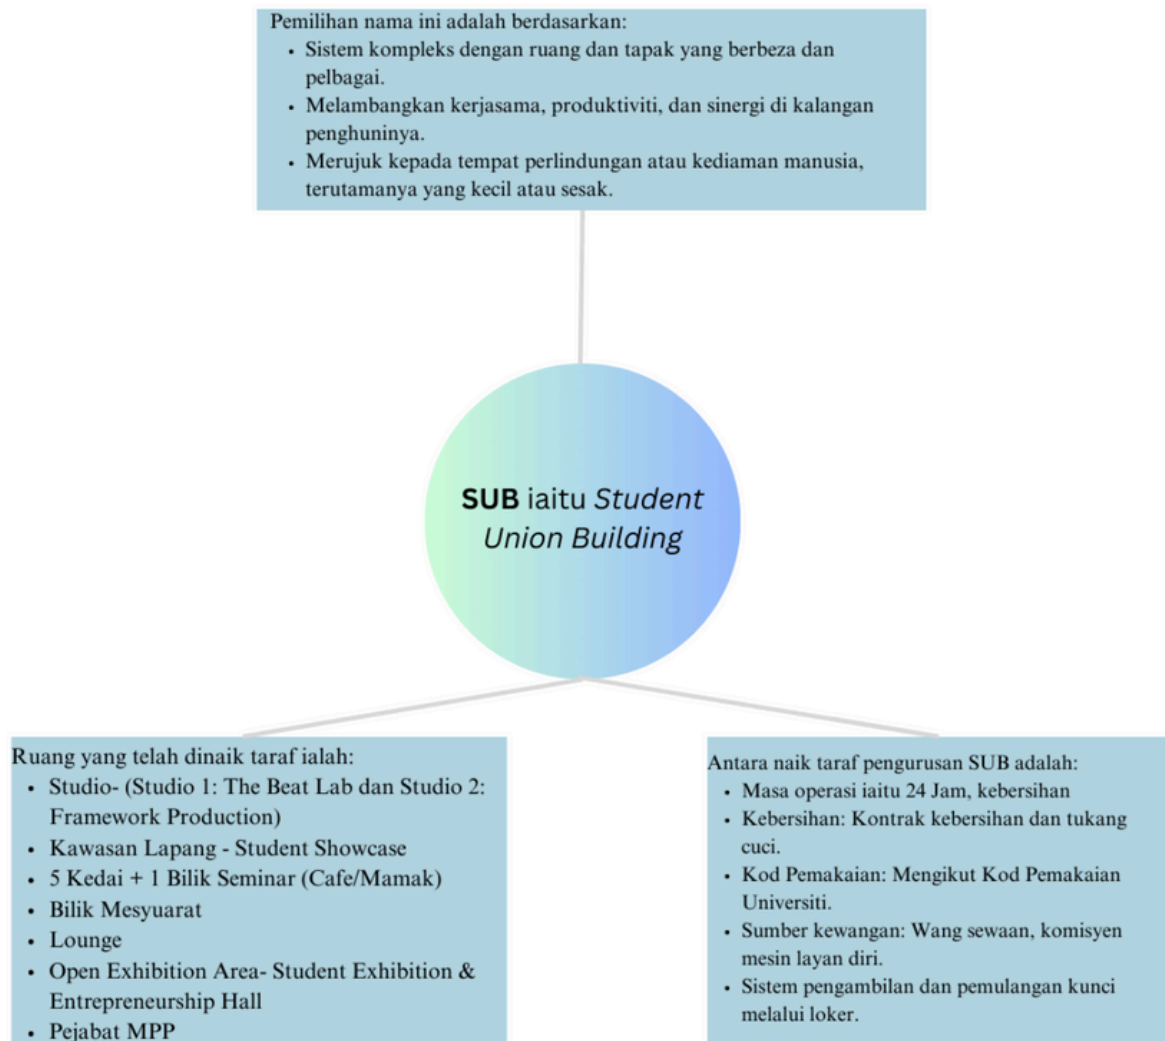 Pemilihan nama ini adalah berdasarkan:
• Sistem kompleks dengan ruang dan tapak yang berbeza dan
pelbagai.
• Melambangkan kerjasama, produktiviti, dan sinergi di kalangan
penghuninya.
• Merujuk kepada tempat perlindungan atau kediaman manusia,
terutamanya yang kecil atau sesak.
SUB iaitu Student
Union Building
Ruang yang telah dinaik taraf ialah:
• Studio- (Studio 1: The Beat Lab dan Studio 2:
Framework Production)
• Kawasan Lapang - Student Showcase
• 5 Kedai + 1 Bilik Seminar (Cafe/Mamak)
• Bilik Mesyuarat
• Lounge
• Open Exhibition Area- Student Exhibition &
Entrepreneurship Hall
• Pejabat MPP
Antara naik taraf pengurusan SUB adalah:
• Masa operasi iaitu 24 Jam, kebersihan
• Kebersihan: Kontrak kebersihan dan tukang
cuci.
• Kod Pemakaian: Mengikut Kod Pemakaian
Universiti.
• Sumber kewangan: Wang sewaan, komisyen
mesin layan diri.
• Sistem pengambilan dan pemulangan kunci
melalui loker.